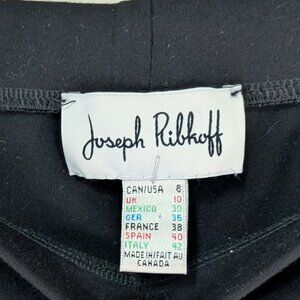 Joseph Ribkoff
CAN/USA 8
UK 10
MEXICO 30
GER 36
FRANCE 38
SPAIN 40
ITALY 42
MADE IN/FAIT AU
CANADA